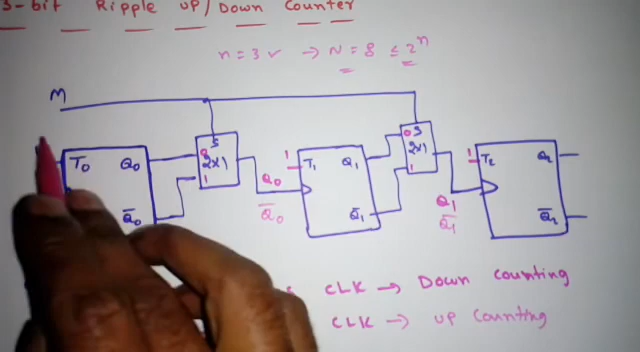 3-bit Ripple UP/Down Counter
n = 3 ✓ → N = 8 ≤ 2ⁿ
M
T₀ Q₀ Q̅₀
S 0 2x1 1
Q₀ Q̅₀
1 T₁ Q₁ Q̅₁
S 0 2x1 1
Q₁ Q̅₁
1 T₂ Q₂ Q̅₂
CLK → Down Counting
CLK → UP Counting